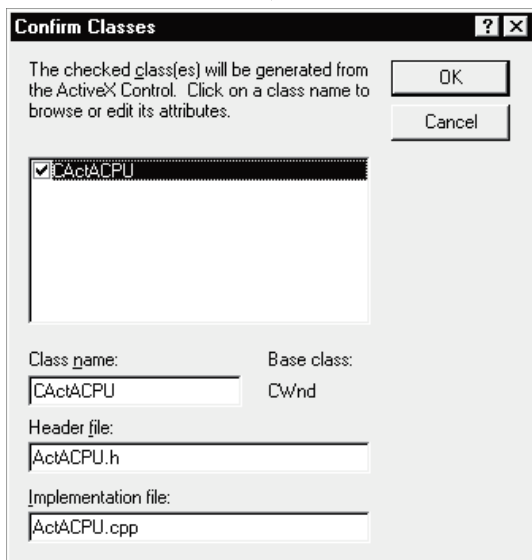 Confirm Classes
The checked class(es) will be generated from
the ActiveX Control. Click on a class name to
browse or edit its attributes.
OK
Cancel
CActACPU
Class name:
Base class:
CActACPU
CWnd
Header file:
ActACPU.h
Implementation file:
ActACPU.cpp